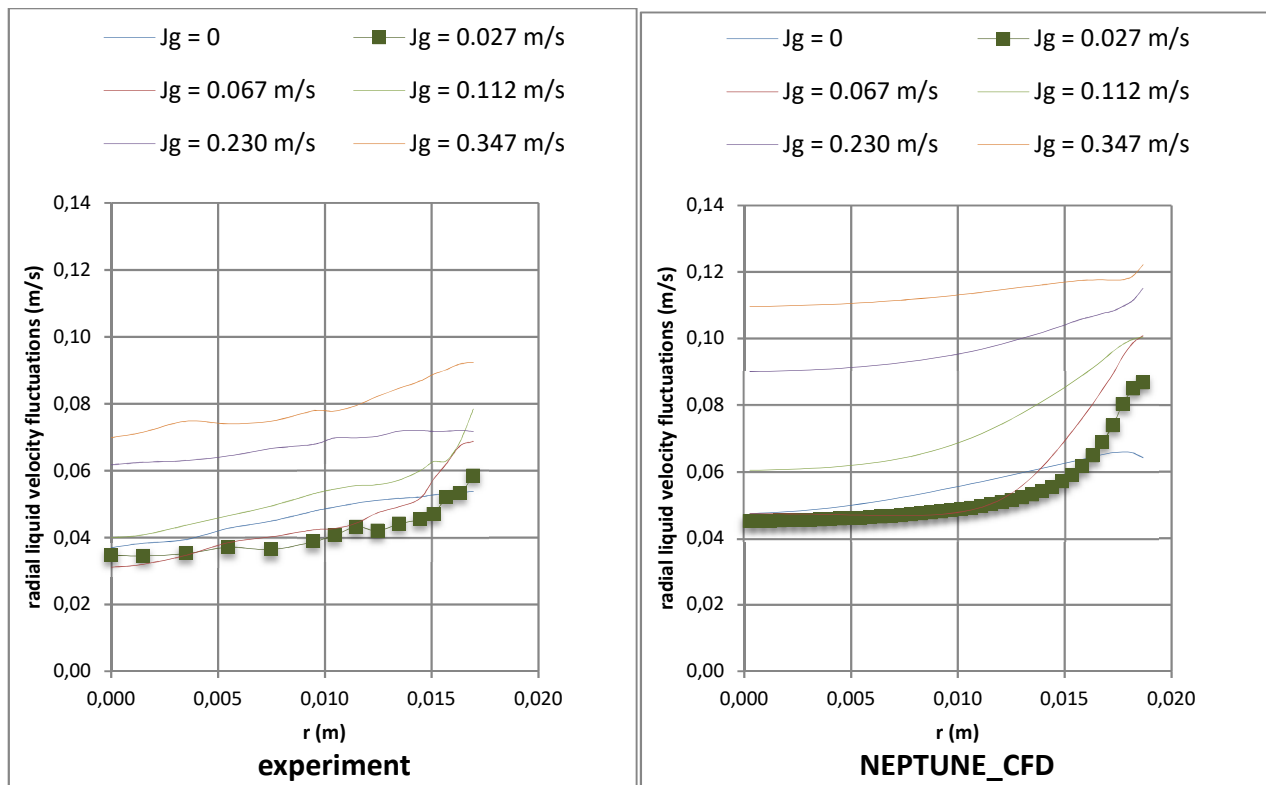 Jg = 0
Jg = 0.027 m/s
Jg = 0.067 m/s
Jg = 0.112 m/s
Jg = 0.230 m/s
Jg = 0.347 m/s
radial liquid velocity fluctuations (m/s)
0,14
0,12
0,10
0,08
0,06
0,04
0,02
0,00
0,000
0,005
0,010
0,015
0,020
r (m)
experiment
Jg = 0
Jg = 0.027 m/s
Jg = 0.067 m/s
Jg = 0.112 m/s
Jg = 0.230 m/s
Jg = 0.347 m/s
radial liquid velocity fluctuations (m/s)
0,14
0,12
0,10
0,08
0,06
0,04
0,02
0,00
0,000
0,005
0,010
0,015
0,020
r (m)
NEPTUNE_CFD